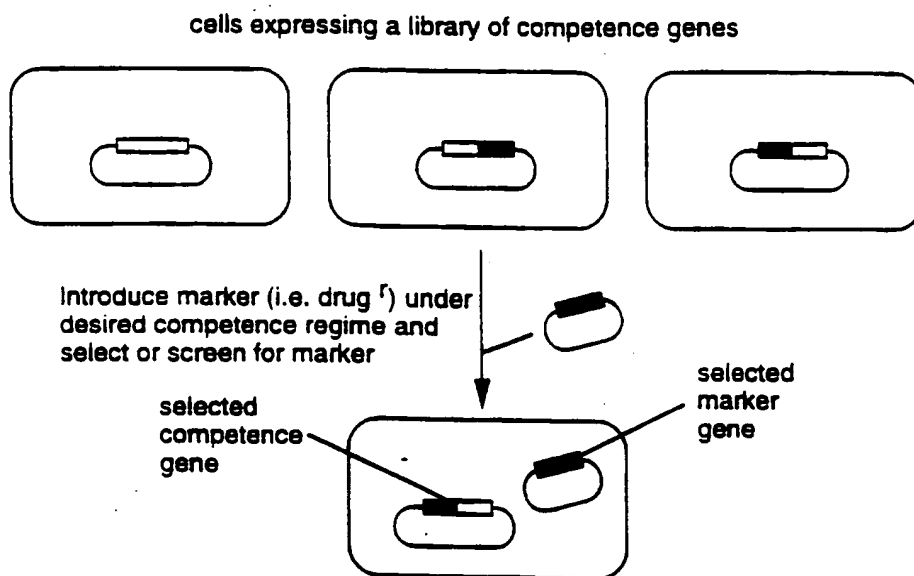 cells expressing a library of competence genes
Introduce marker (i.e. drug ʳ) under
desired competence regime and
select or screen for marker
selected
competence
gene
selected
marker
gene